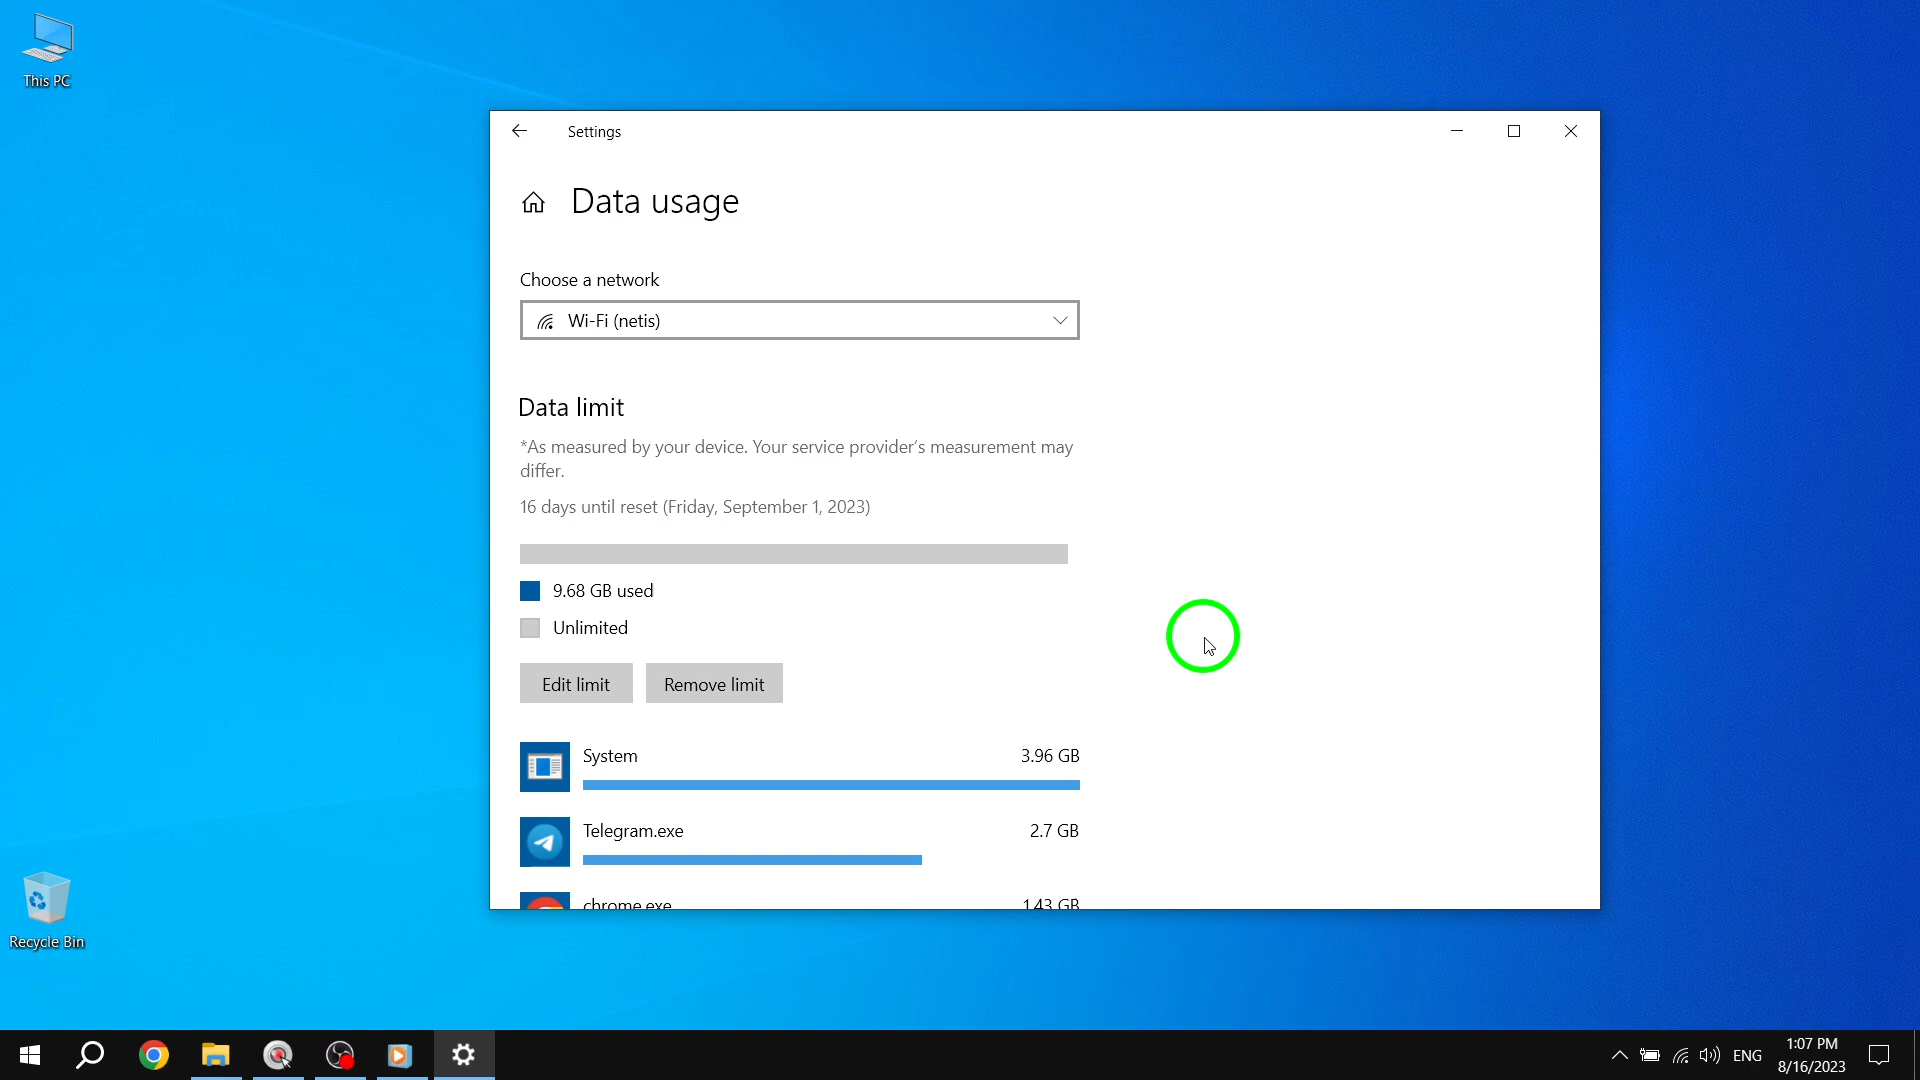 This PC
Settings
Data usage
Choose a network
Wi-Fi (netis)
Data limit
*As measured by your device. Your service provider's measurement may
differ.
16 days until reset (Friday, September 1, 2023)
9.68 GB used
Unlimited
Edit limit
Remove limit
System 3.96 GB
Telegram.exe 2.7 GB
chrome.exe 1.43 GB
Recycle Bin
ENG
1:07 PM
8/16/2023